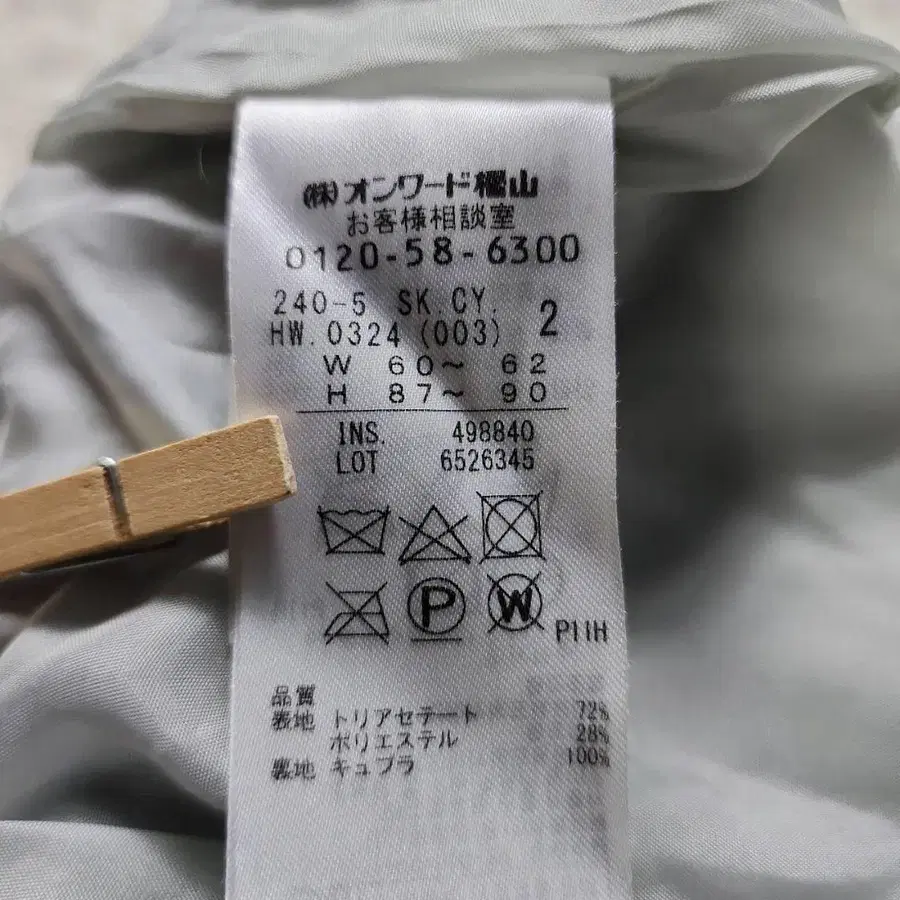 (株)オンワード樫山
お客様相談室
0120-58-6300
240-5 SK.CY. 2
HW.0324 (003)
W 60~ 62
H 87~ 90
INS. 498840
LOT 6526345
P
W
P11H
品質
表地 トリアセテート 72%
ポリエステル 28%
裏地 キュプラ 100%